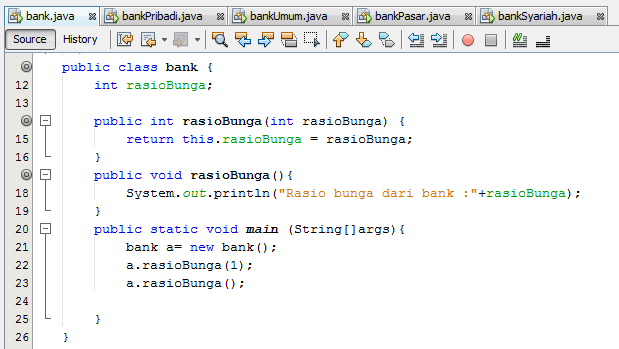 bank.java bankPribadi.java bankUmum.java bankPasar.java bankSyariah.java
Source History
public class bank {
12 int rasioBunga;
13
public int rasioBunga(int rasioBunga) {
15 return this.rasioBunga = rasioBunga;
16 }
public void rasioBunga(){
18 System.out.println("Rasio bunga dari bank :"+rasioBunga);
19 }
20 public static void main (String[]args){
21 bank a= new bank();
22 a.rasioBunga(1);
23 a.rasioBunga();
24
25 }
26 }